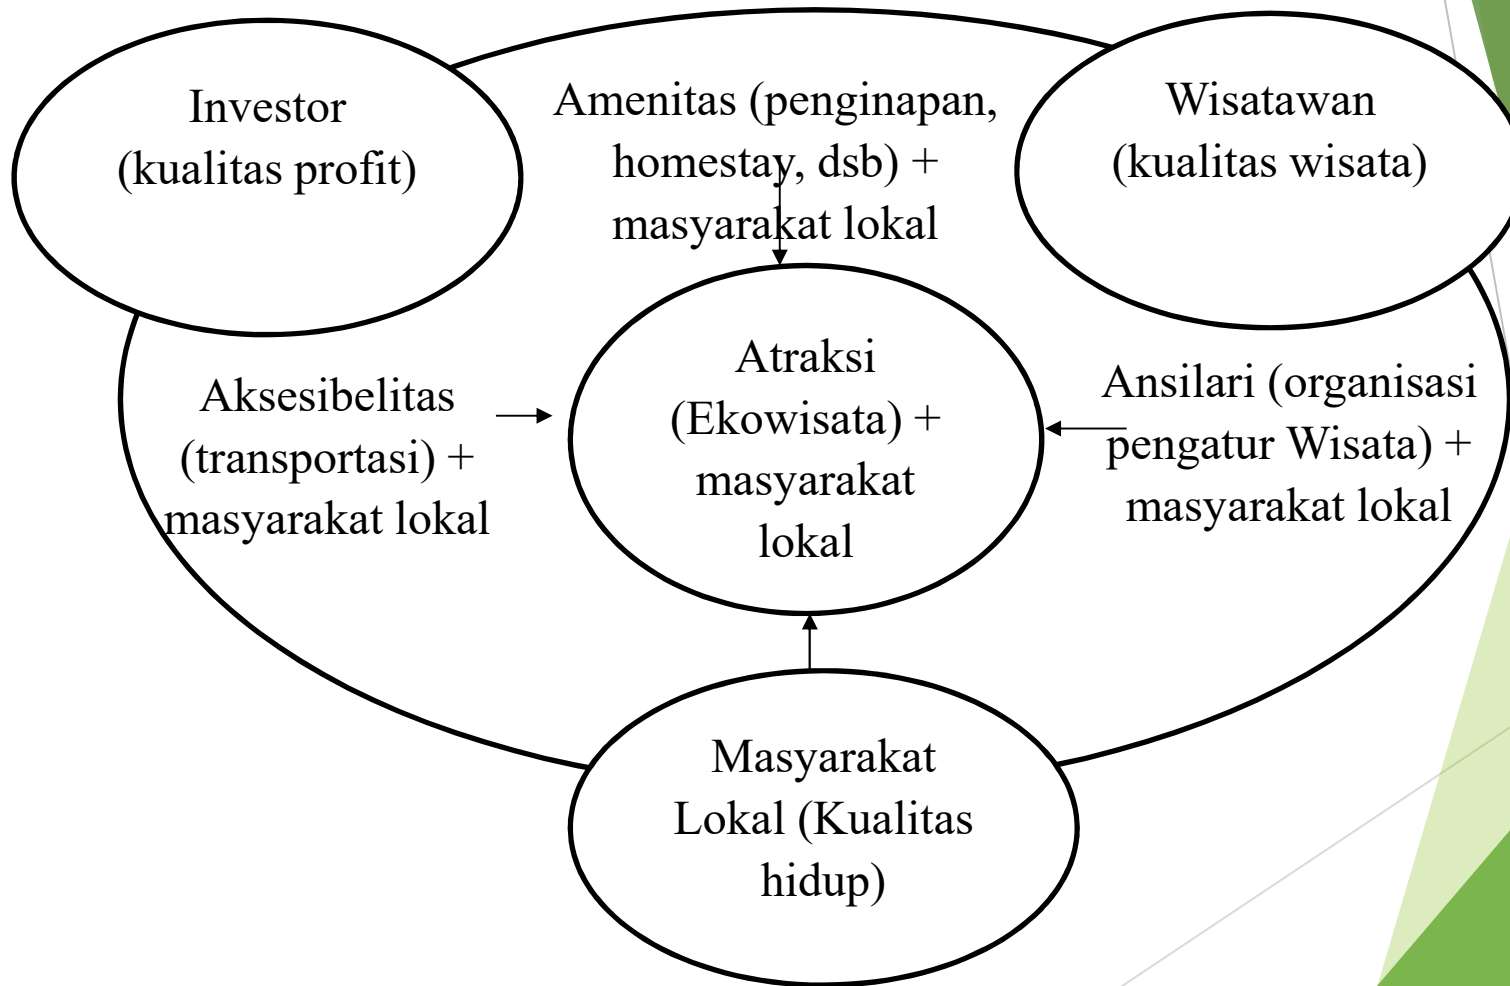 Investor
(kualitas profit)
Amenitas (penginapan,
homestay, dsb) +
masyarakat lokal
Wisatawan
(kualitas wisata)
Aksesibelitas
(transportasi) +
masyarakat lokal
Atraksi
(Ekowisata) +
masyarakat
lokal
Ansilari (organisasi
pengatur Wisata) +
masyarakat lokal
Masyarakat
Lokal (Kualitas
hidup)